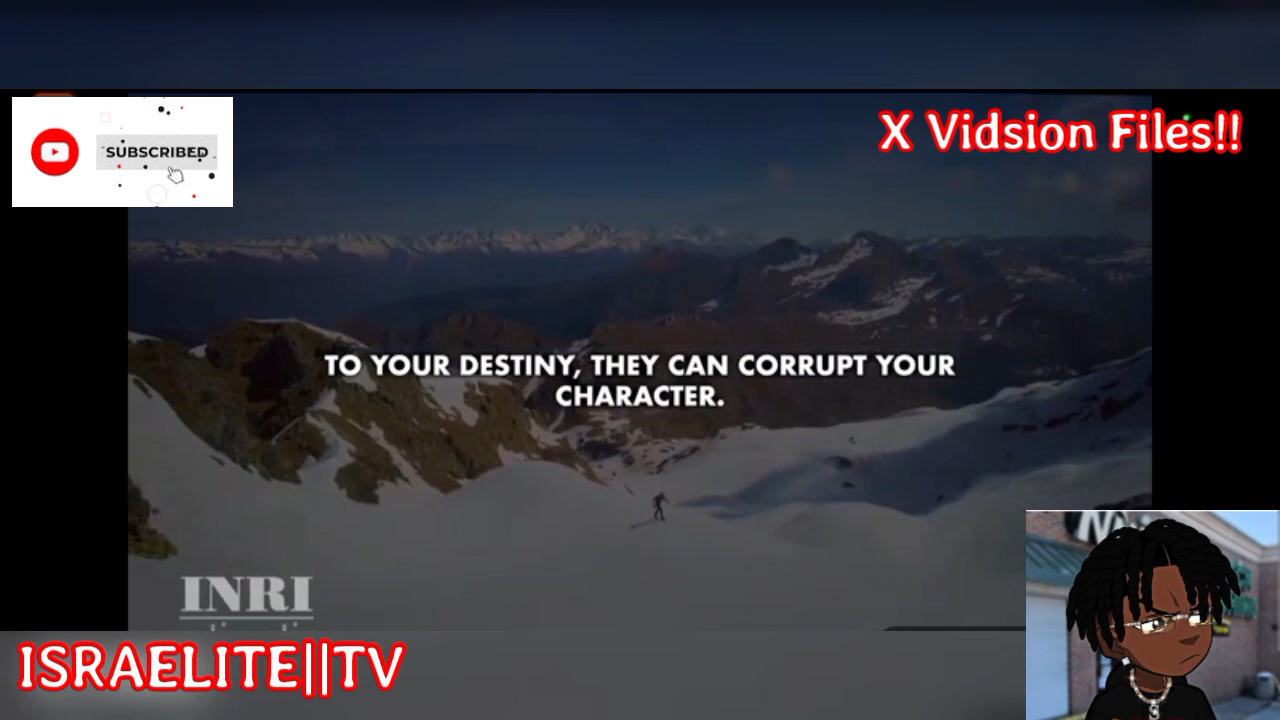 X Vidsion Files!!
SUBSCRIBED
TO YOUR DESTINY, THEY CAN CORRUPT YOUR
CHARACTER.
INRI
ISRAELITE||TV